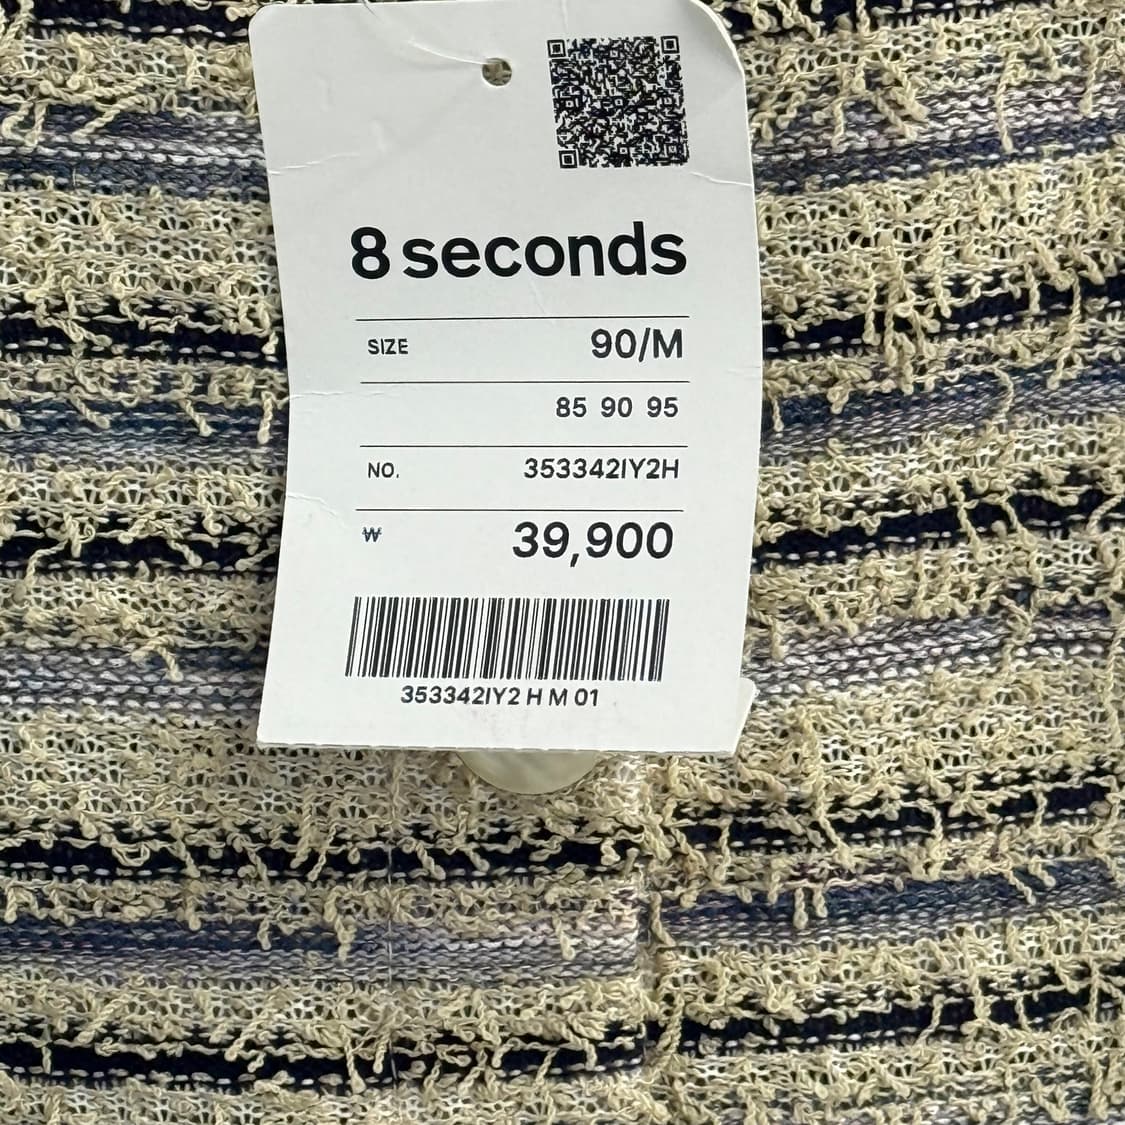 8 seconds
SIZE 90/M
85 90 95
NO. 353342IY2H
₩ 39,900
353342IY2 H M 01